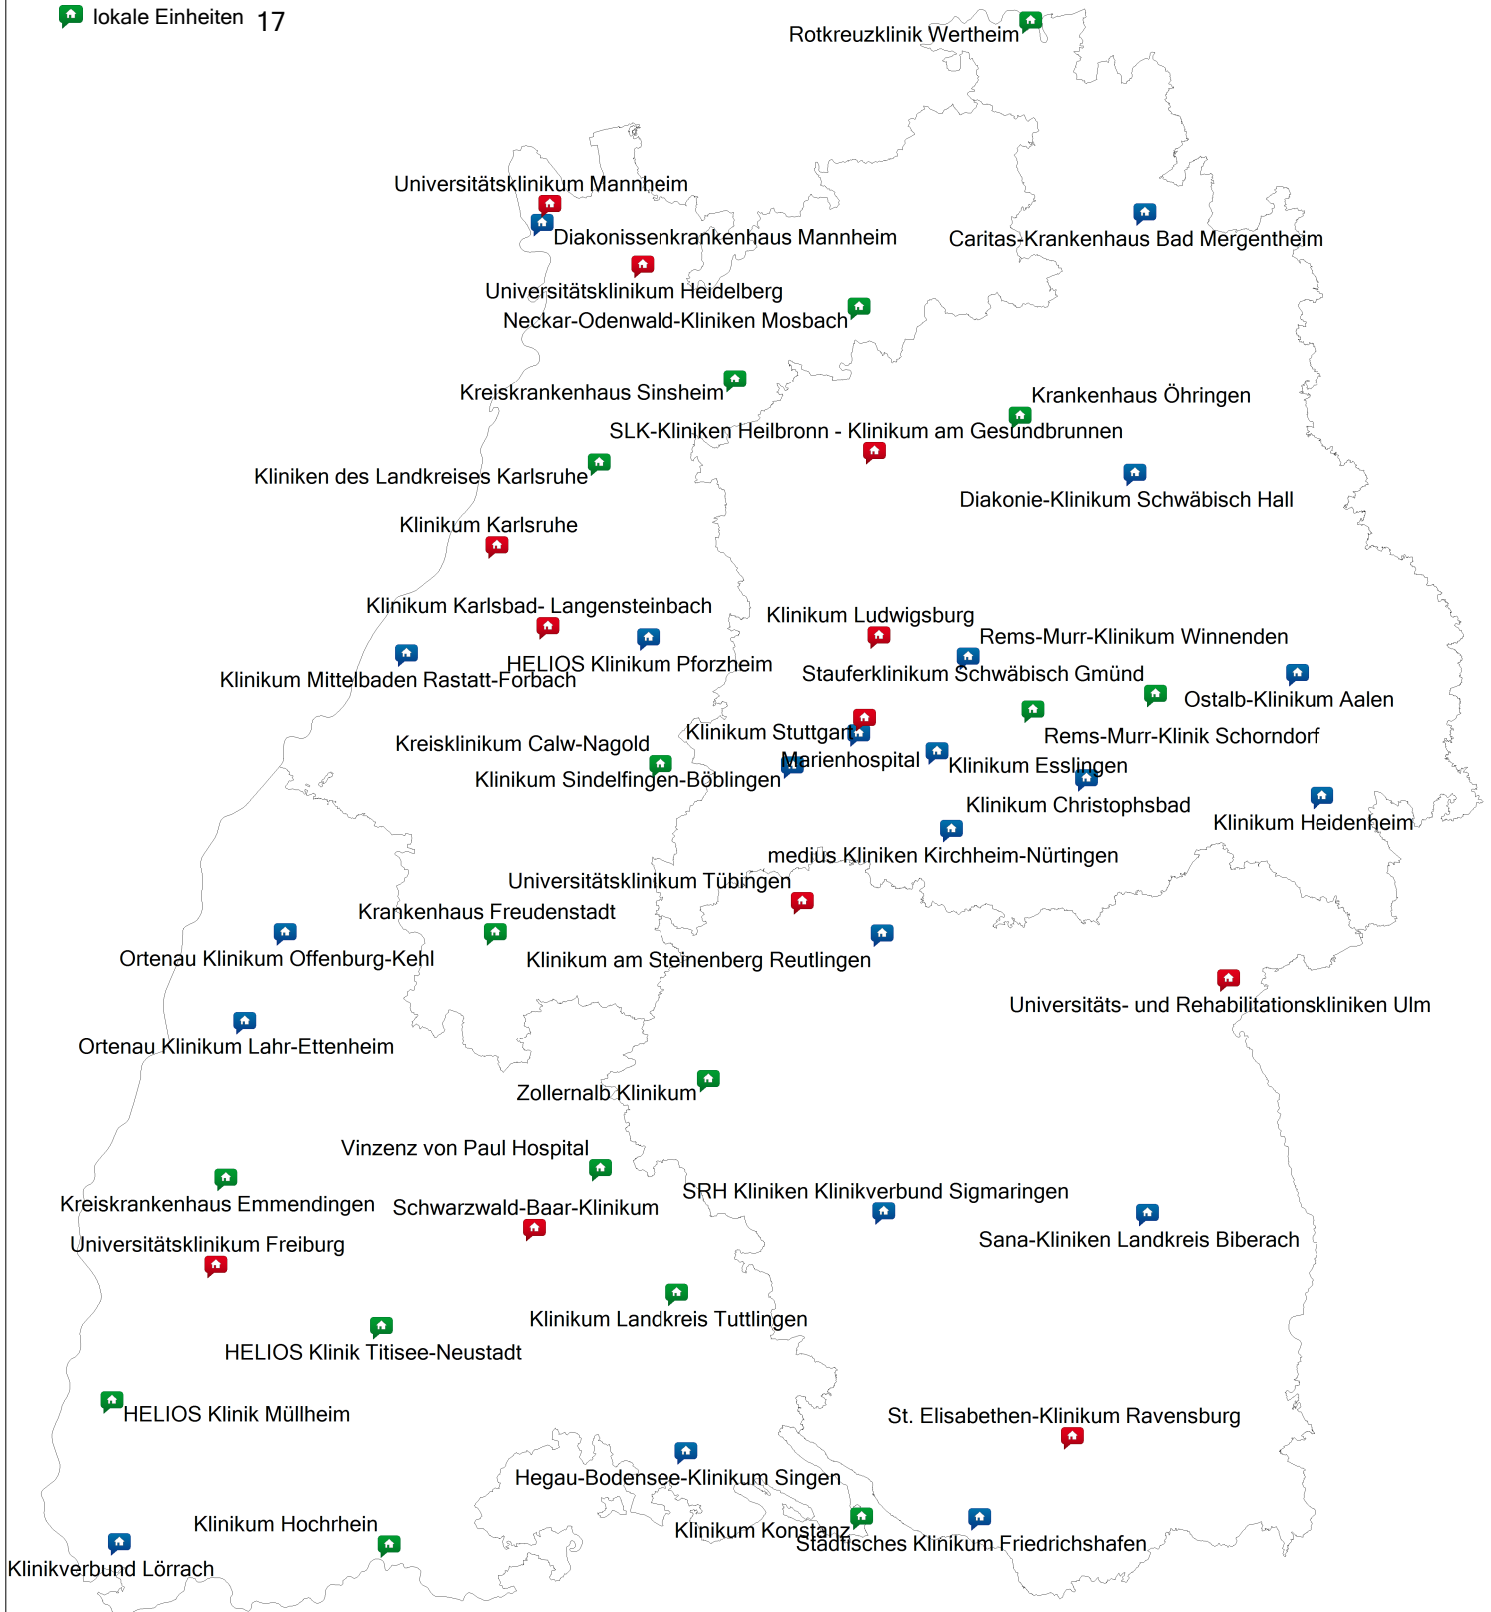 lokale Einheiten 17
Rotkreuzklinik Wertheim
Universitätsklinikum Mannheim
Diakonissenkrankenhaus Mannheim
Caritas-Krankenhaus Bad Mergentheim
Universitätsklinikum Heidelberg
Neckar-Odenwald-Kliniken Mosbach
Kreiskrankenhaus Sinsheim
Krankenhaus Öhringen
SLK-Kliniken Heilbronn - Klinikum am Gesundbrunnen
Kliniken des Landkreises Karlsruhe
Diakonie-Klinikum Schwäbisch Hall
Klinikum Karlsruhe
Klinikum Karlsbad- Langensteinbach
Klinikum Ludwigsburg
Rems-Murr-Klinikum Winnenden
HELIOS Klinikum Pforzheim
Stauferklinikum Schwäbisch Gmünd
Klinikum Mittelbaden Rastatt-Forbach
Ostalb-Klinikum Aalen
Klinikum Stuttgart
Rems-Murr-Klinik Schorndorf
Kreisklinikum Calw-Nagold
Marienhospital
Klinikum Esslingen
Klinikum Sindelfingen-Böblingen
Klinikum Christophsbad
Klinikum Heidenheim
medius Kliniken Kirchheim-Nürtingen
Universitätsklinikum Tübingen
Krankenhaus Freudenstadt
Ortenau Klinikum Offenburg-Kehl
Klinikum am Steinenberg Reutlingen
Universitäts- und Rehabilitationskliniken Ulm
Ortenau Klinikum Lahr-Ettenheim
Zollernalb Klinikum
Vinzenz von Paul Hospital
SRH Kliniken Klinikverbund Sigmaringen
Kreiskrankenhaus Emmendingen
Schwarzwald-Baar-Klinikum
Sana-Kliniken Landkreis Biberach
Universitätsklinikum Freiburg
Klinikum Landkreis Tuttlingen
HELIOS Klinik Titisee-Neustadt
HELIOS Klinik Müllheim
St. Elisabethen-Klinikum Ravensburg
Hegau-Bodensee-Klinikum Singen
Klinikum Hochrhein
Klinikum Konstanz
Städtisches Klinikum Friedrichshafen
Klinikverbund Lörrach